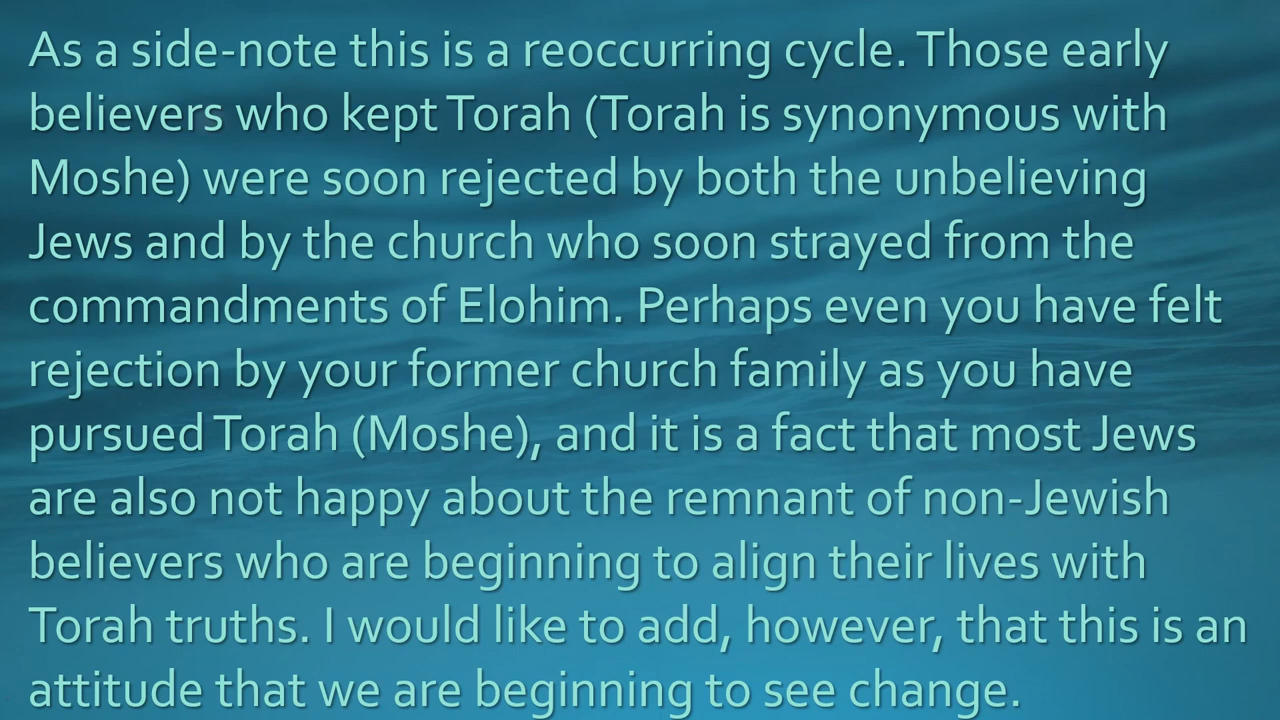 As a side-note this is a reoccurring cycle. Those early
believers who kept Torah (Torah is synonymous with
Moshe) were soon rejected by both the unbelieving
Jews and by the church who soon strayed from the
commandments of Elohim. Perhaps even you have felt
rejection by your former church family as you have
pursued Torah (Moshe), and it is a fact that most Jews
are also not happy about the remnant of non-Jewish
believers who are beginning to align their lives with
Torah truths. I would like to add, however, that this is an
attitude that we are beginning to see change.